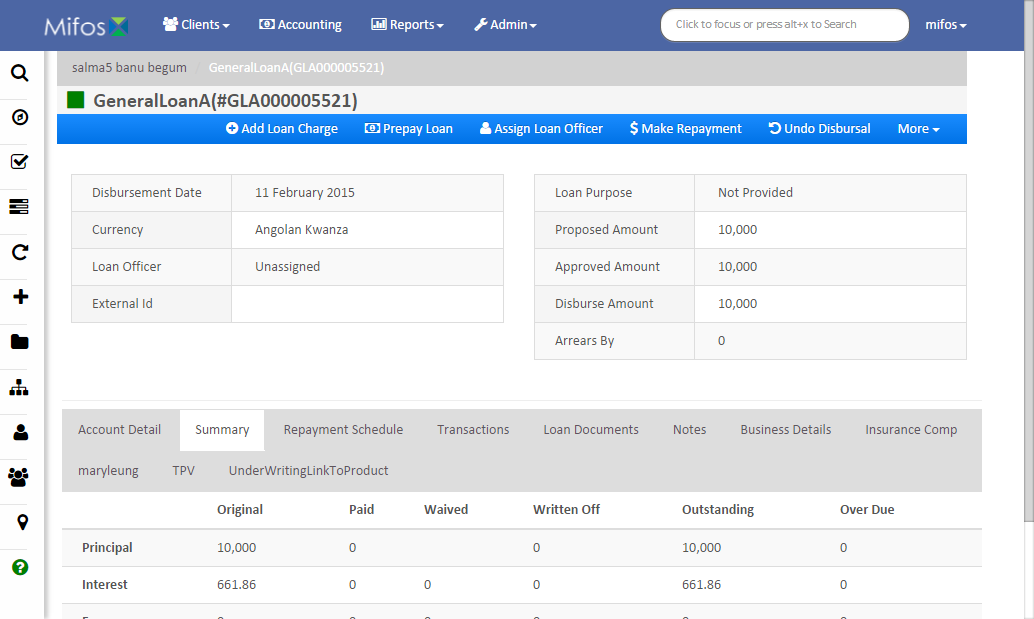 Mifos Clients Accounting Reports Admin Click to focus or press alt+x to Search mifos
salma5 banu begum / GeneralLoanA(GLA000005521)
GeneralLoanA(#GLA000005521)
Add Loan Charge Prepay Loan Assign Loan Officer $ Make Repayment Undo Disbursal More
Disbursement Date 11 February 2015
Currency Angolan Kwanza
Loan Officer Unassigned
External Id
Loan Purpose Not Provided
Proposed Amount 10,000
Approved Amount 10,000
Disburse Amount 10,000
Arrears By 0
Account Detail Summary Repayment Schedule Transactions Loan Documents Notes Business Details Insurance Comp
maryleung TPV UnderWritingLinkToProduct
Original Paid Waived Written Off Outstanding Over Due
Principal 10,000 0 0 10,000 0
Interest 661.86 0 0 0 661.86 0